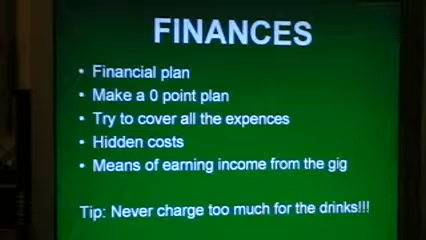 FINANCES
• Financial plan
• Make a 0 point plan
• Try to cover all the expences
• Hidden costs
• Means of earning income from the gig
Tip: Never charge too much for the drinks!!!